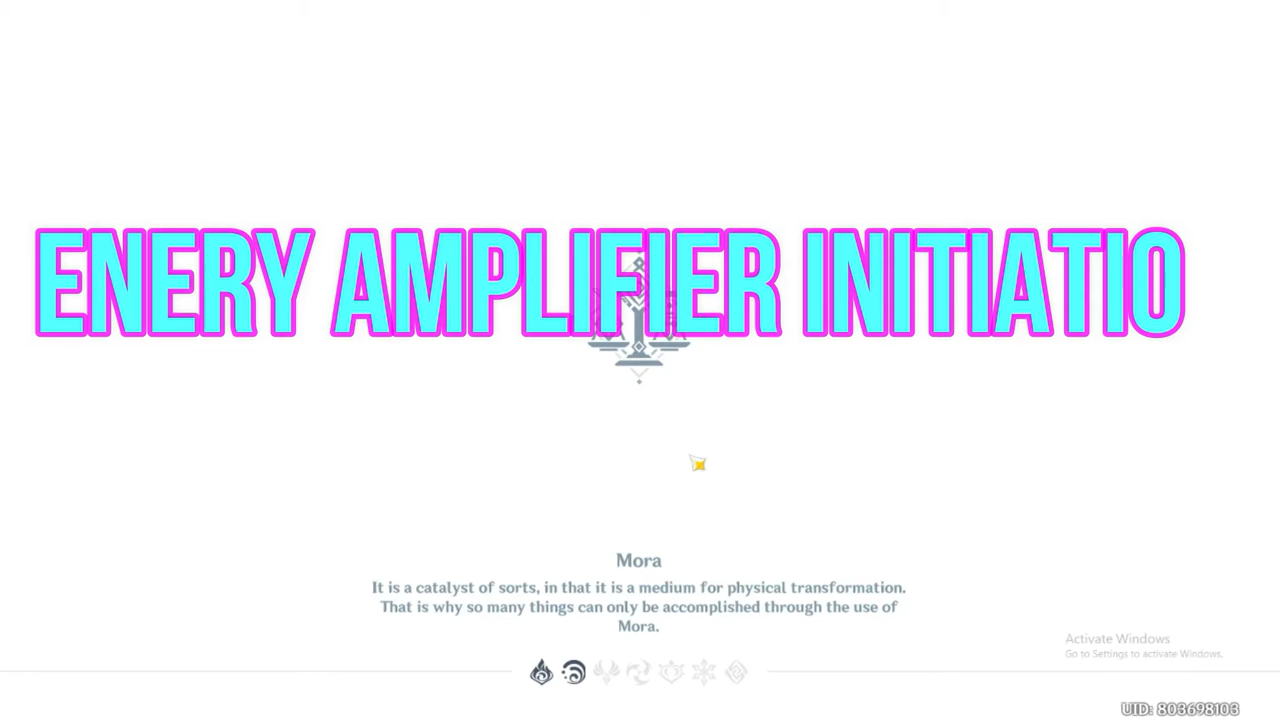 ENERY AMPLIFIER INITIATIO
Mora
It is a catalyst of sorts, in that it is a medium for physical transformation.
That is why so many things can only be accomplished through the use of
Mora.
Activate Windows
Go to Settings to activate Windows.
UID: 803698103